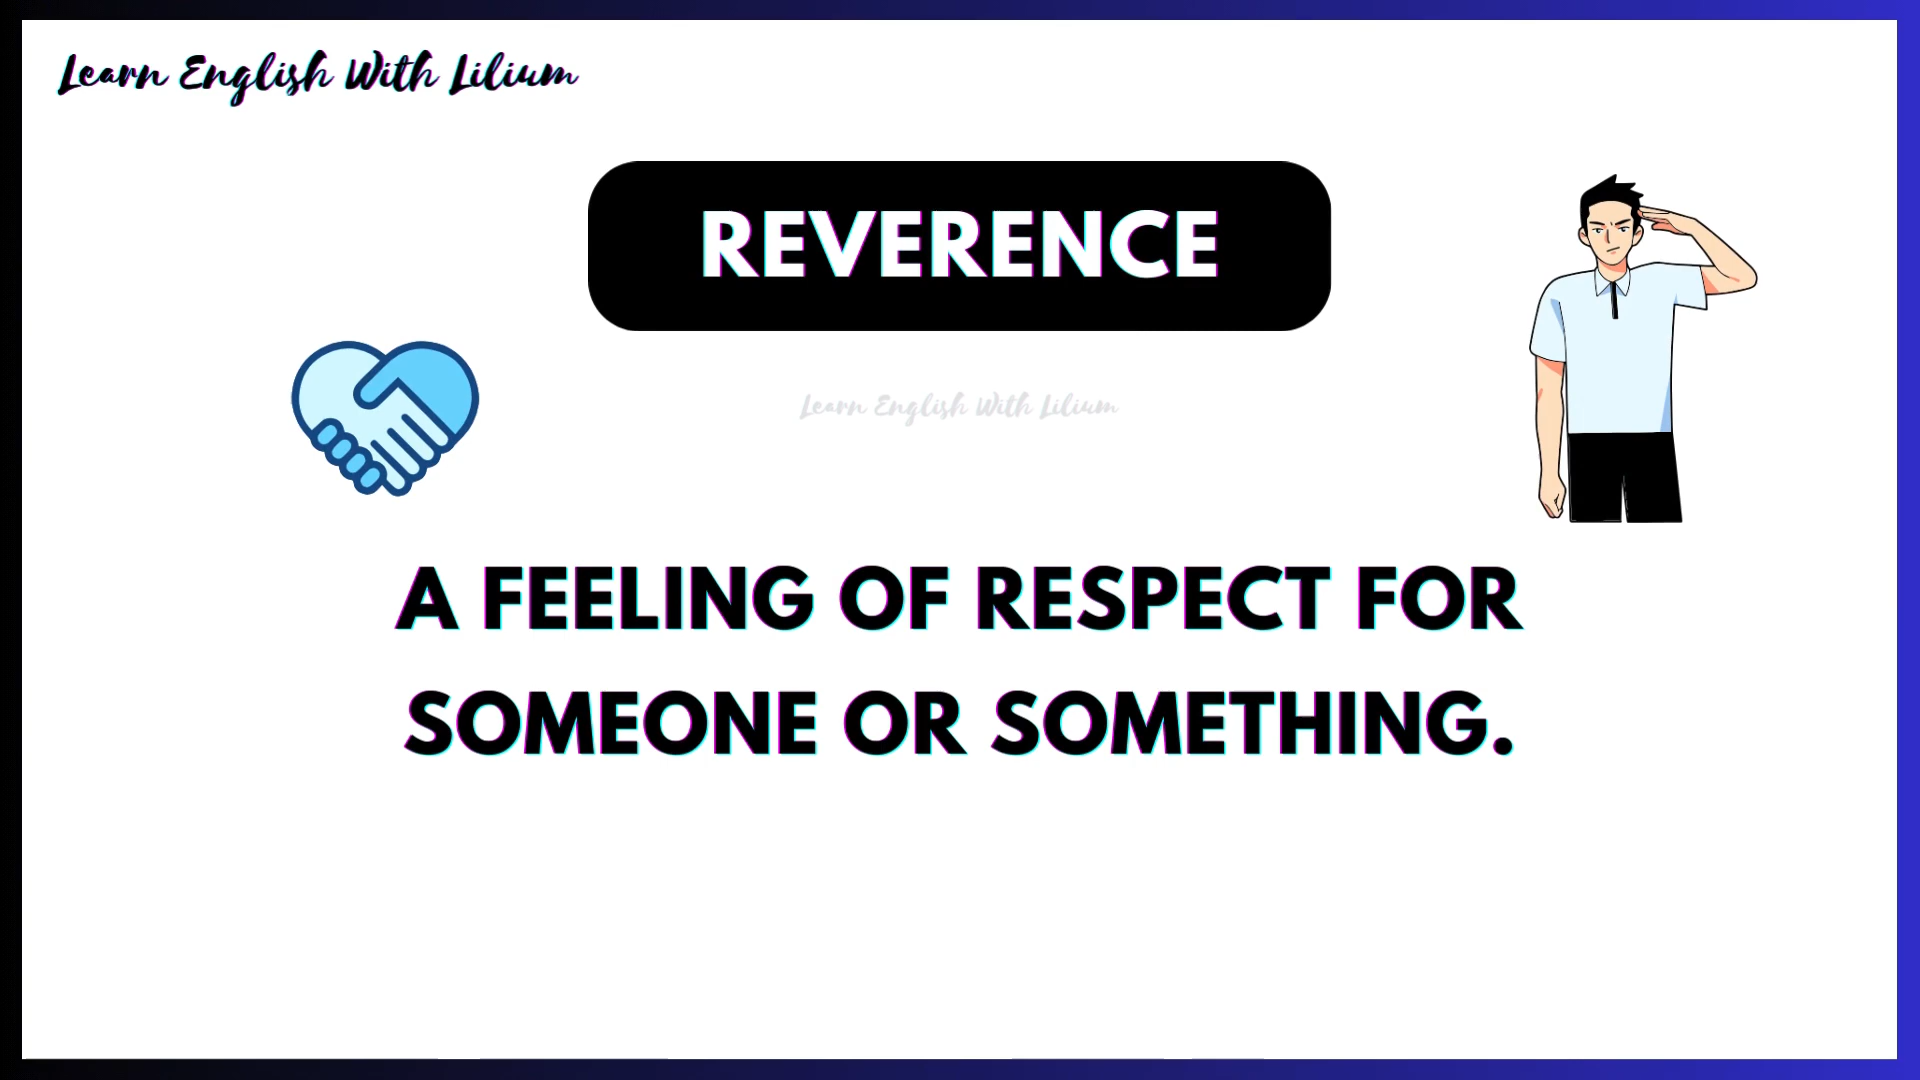 Learn English With Lilium
REVERENCE
Learn English With Lilium
A FEELING OF RESPECT FOR
SOMEONE OR SOMETHING.